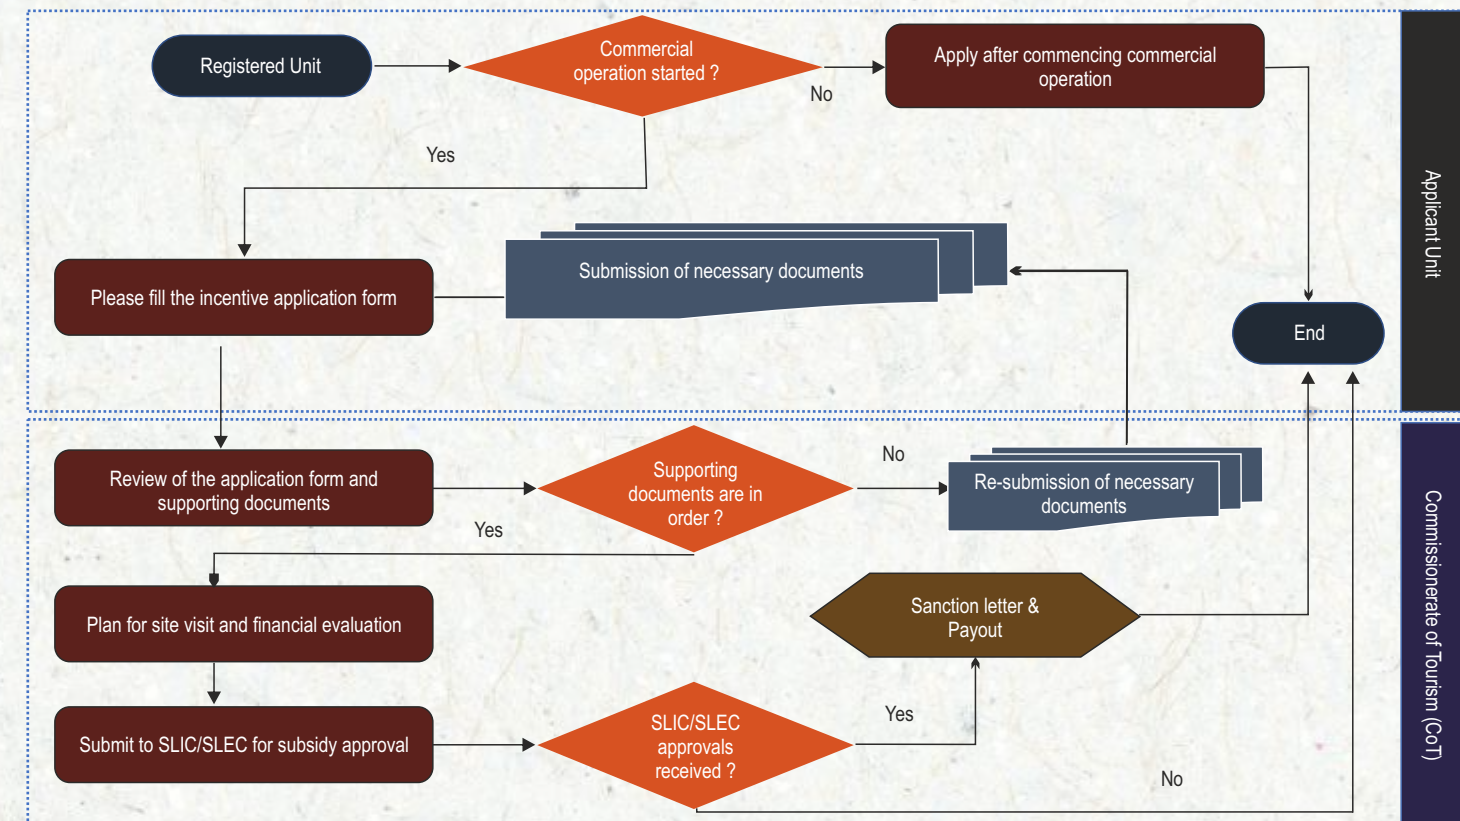 Registered Unit
Commercial
operation started ?
No
Apply after commencing commercial
operation
Yes
Applicant Unit
Submission of necessary documents
Please fill the incentive application form
End
Review of the application form and
supporting documents
Supporting
documents are in
order ?
No
Re-submission of necessary
documents
Yes
Commissionerate of Tourism (CoT)
Plan for site visit and financial evaluation
Sanction letter &
Payout
Submit to SLIC/SLEC for subsidy approval
SLIC/SLEC
approvals
received ?
Yes
No